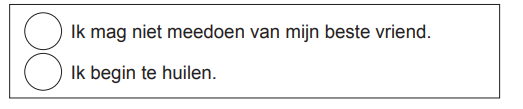 Ik mag niet meedoen van mijn beste vriend.
Ik begin te huilen.